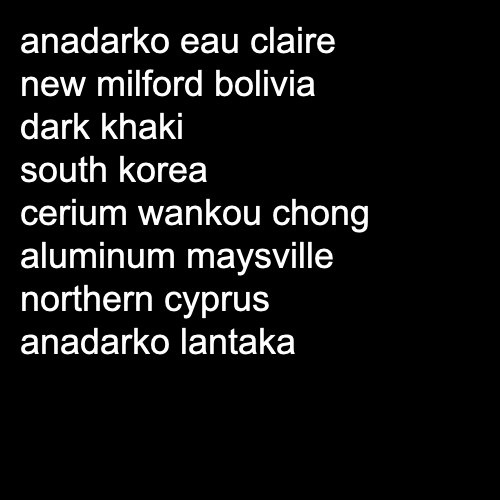 anadarko eau claire
new milford bolivia
dark khaki
south korea
cerium wankou chong
aluminum maysville
northern cyprus
anadarko lantaka